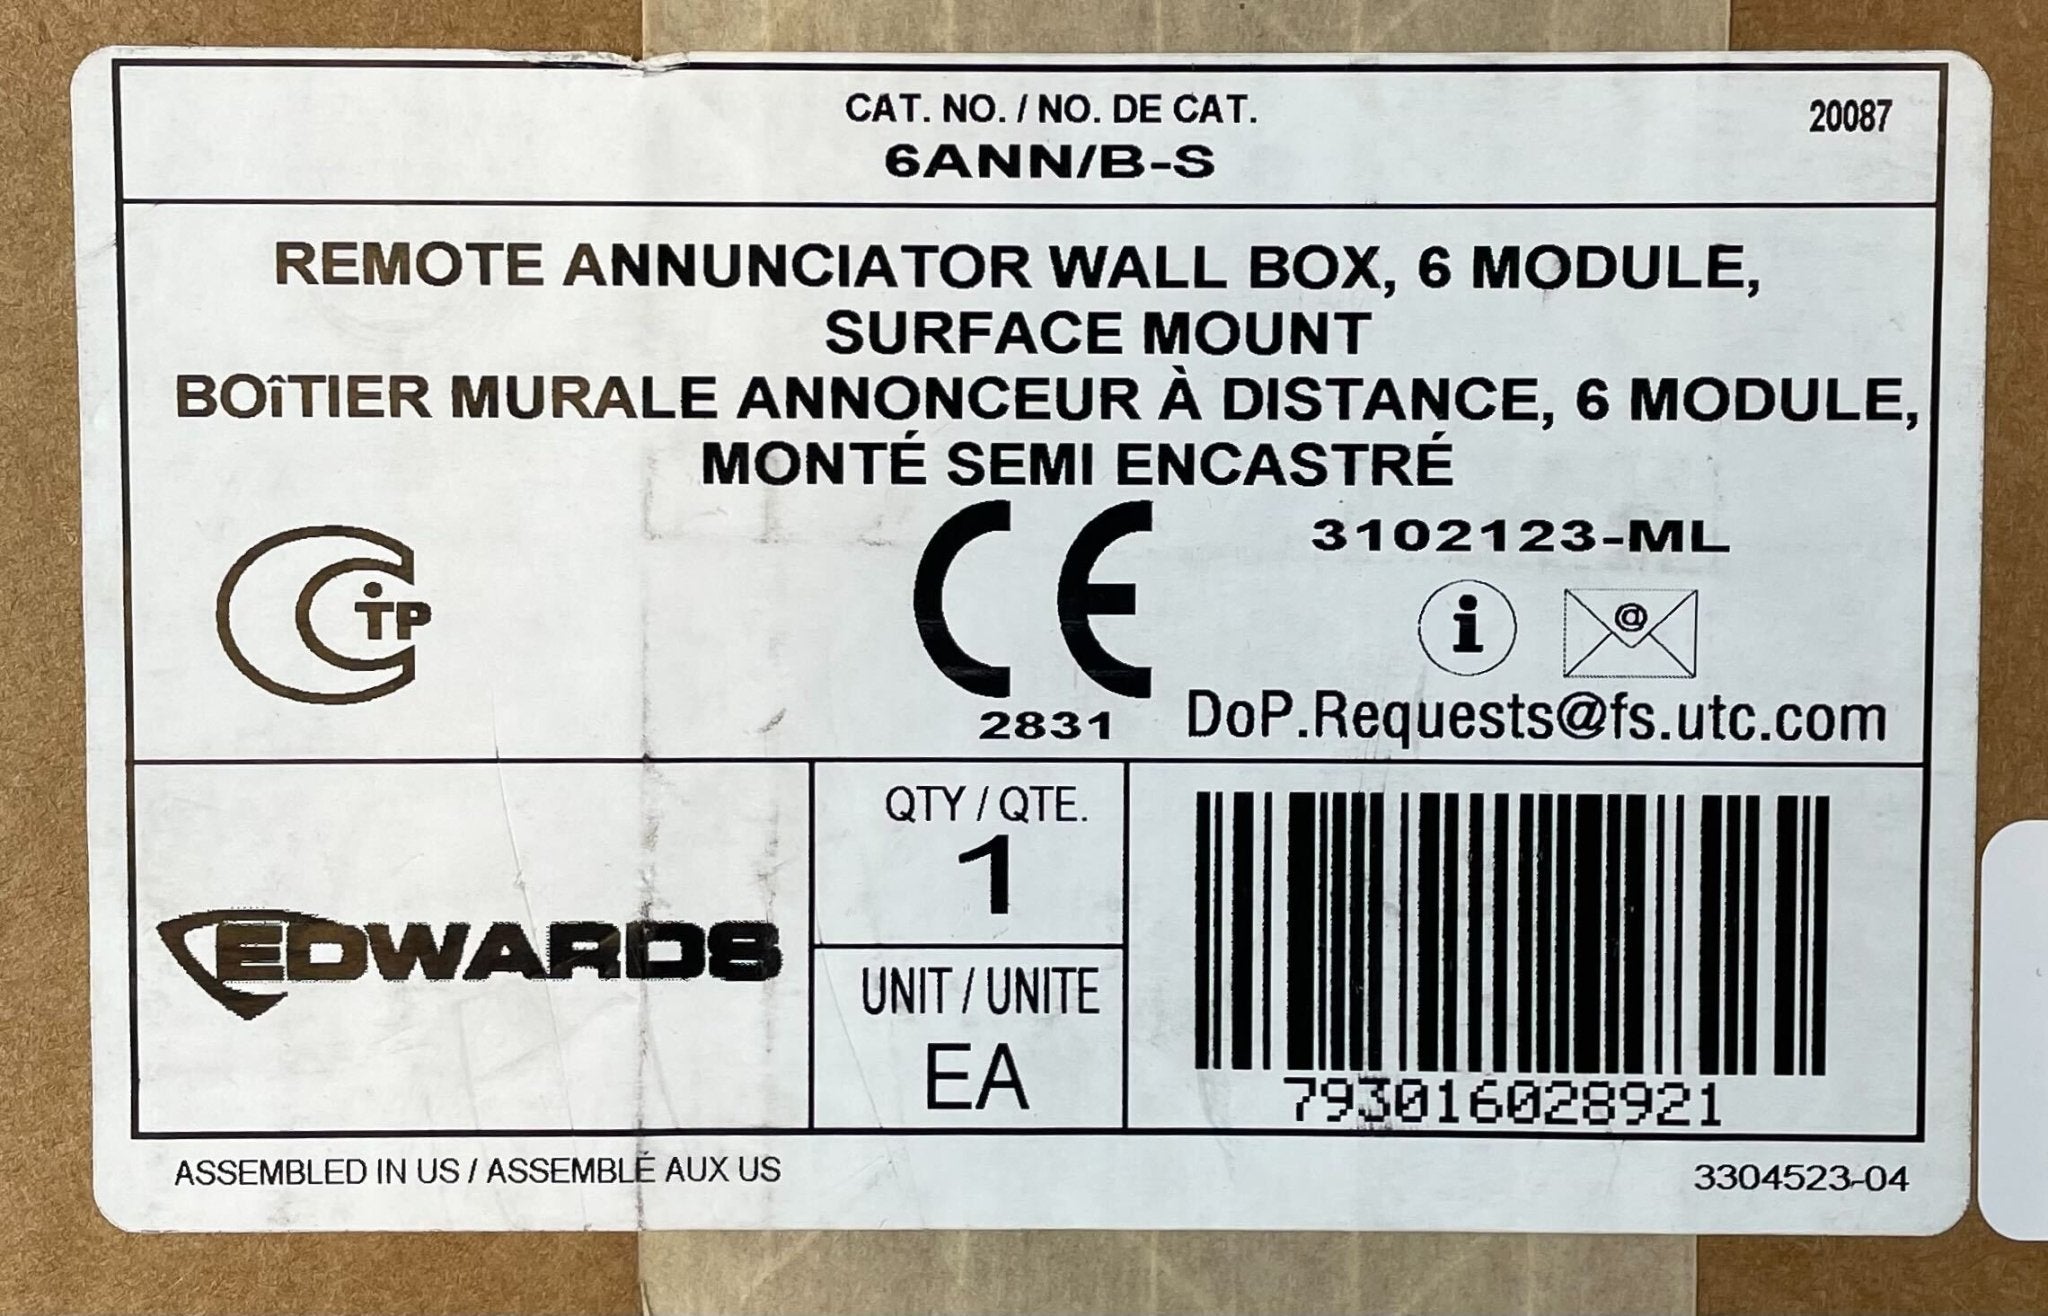 CAT. NO. / NO. DE CAT.
20087
6ANN/B-S
REMOTE ANNUNCIATOR WALL BOX, 6 MODULE,
SURFACE MOUNT
BOîTIER MURALE ANNONCEUR À DISTANCE, 6 MODULE,
MONTÉ SEMI ENCASTRÉ
CTP
CE
3102123-ML
i
@
2831
DoP.Requests@fs.utc.com
EDWARDS
QTY / QTE.
1
UNIT / UNITE
EA
793016028921
ASSEMBLED IN US / ASSEMBLÉ AUX US
3304523-04